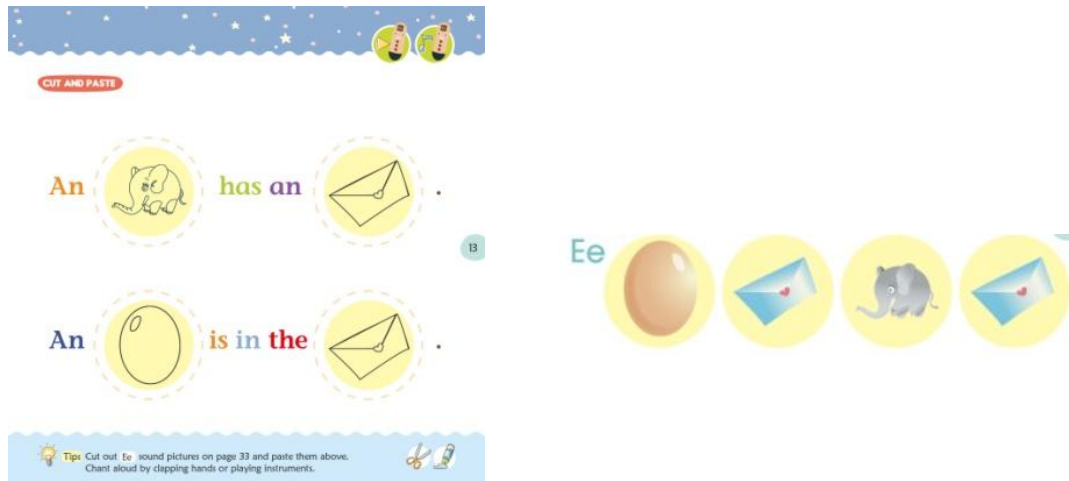 CUT AND PASTE
An has an .
13
An is in the .
Tips Cut out Ee sound pictures on page 33 and paste them above.
Chant aloud by clapping hands or playing instruments.
Ee